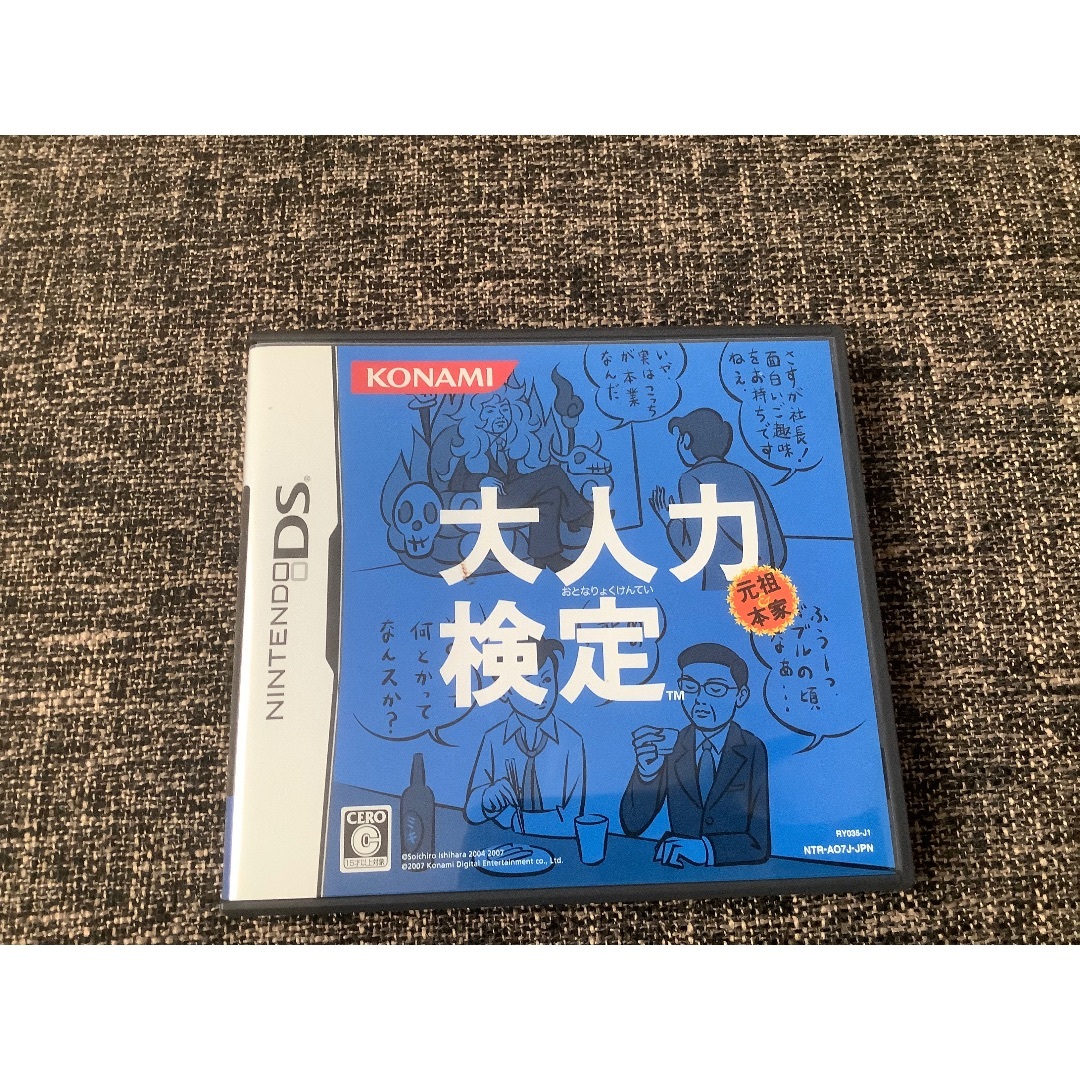 NINTENDO DS
KONAMI
いや、
実はこっち
が本業
なんだ
さすが社長!
面白いご趣味
をお持ちです
ねぇ.
大人力
おとなりょくけんてい
検定
TM
元祖
本家
何とかって
なんスか?
ふぅーっ
バブルの頃
なぁ…
CERO
C
15才以上対象
©Soichiro Ishihara 2004 2007
©2007 Konami Digital Entertainment co., Ltd.
RY035-J1
NTR-AO7J-JPN